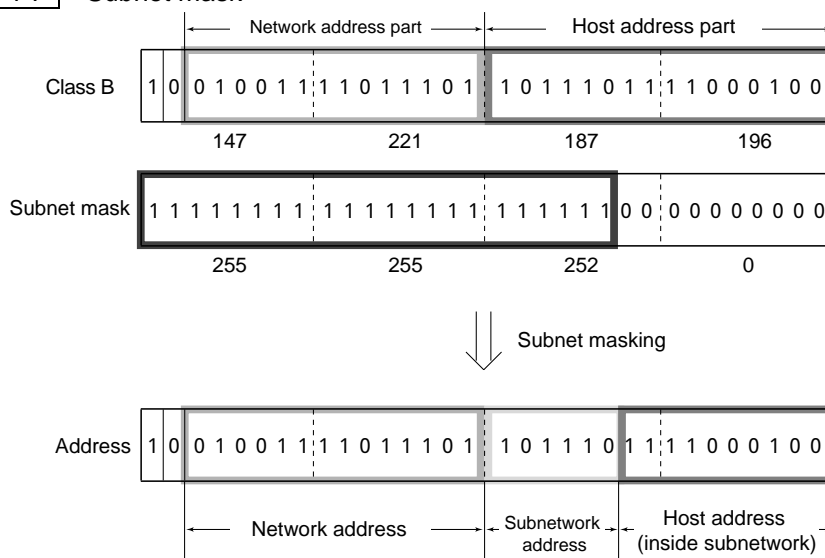 Subnet mask
Network address part Host address part
Class B 1 0 0 1 0 0 1 1 1 1 0 1 1 1 0 1 1 0 1 1 1 0 1 1 1 1 0 0 0 1 0 0
147 221 187 196
Subnet mask 1 1 1 1 1 1 1 1 1 1 1 1 1 1 1 1 1 1 1 1 1 1 0 0 0 0 0 0 0 0 0 0
255 255 252 0
Subnet masking
Address 1 0 0 1 0 0 1 1 1 1 0 1 1 1 0 1 1 0 1 1 1 0 1 1 1 1 0 0 0 1 0 0
Network address Subnetwork address Host address (inside subnetwork)